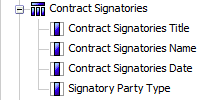 Contract Signatories
Contract Signatories Title
Contract Signatories Name
Contract Signatories Date
Signatory Party Type